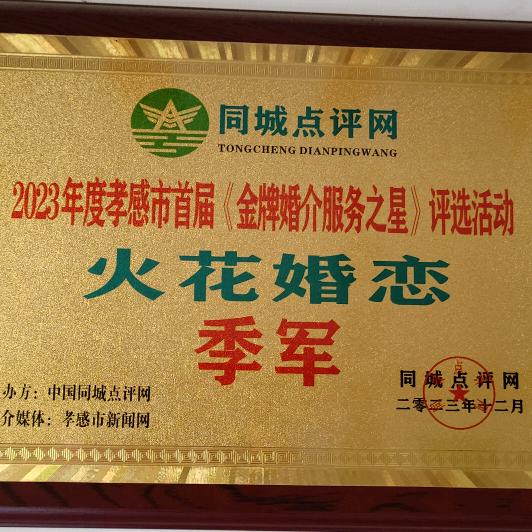 同城点评网
TONGCHENG DIANPINGWANG
2023年度孝感市首届《金牌婚介服务之星》评选活动
火花婚恋
季军
办方：中国同城点评网
介媒体：孝感市新闻网
同城点评网
二零二三年十二月